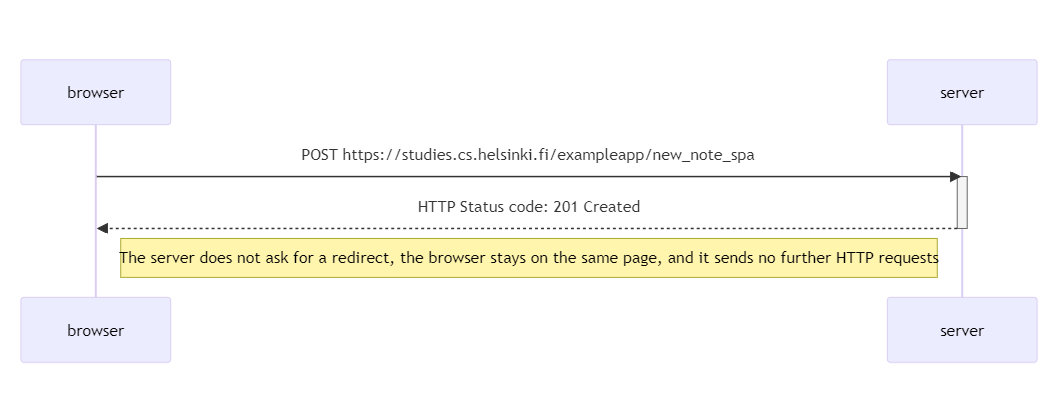 browser
server
POST https://studies.cs.helsinki.fi/exampleapp/new_note_spa
HTTP Status code: 201 Created
The server does not ask for a redirect, the browser stays on the same page, and it sends no further HTTP requests
browser
server